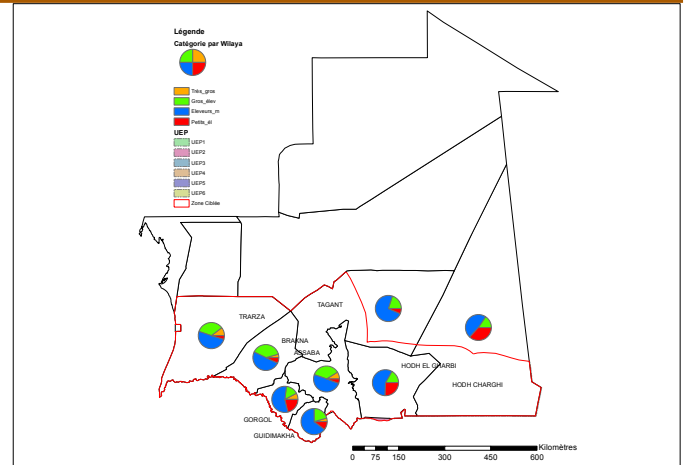 Légende
Catégorie par Wilaya
Très_gros
Gros_élev
Eleveurs_m
Petits_él
UEP
UEP1
UEP2
UEP3
UEP4
UEP5
UEP6
Zone Ciblée
TAGANT
TRARZA
BRAKNA
ASSABA
HODH EL GHARBI
HODH CHARGHI
GORGOL
GUIDIMAKHA
Kilomètres
0 75 150 300 450 600